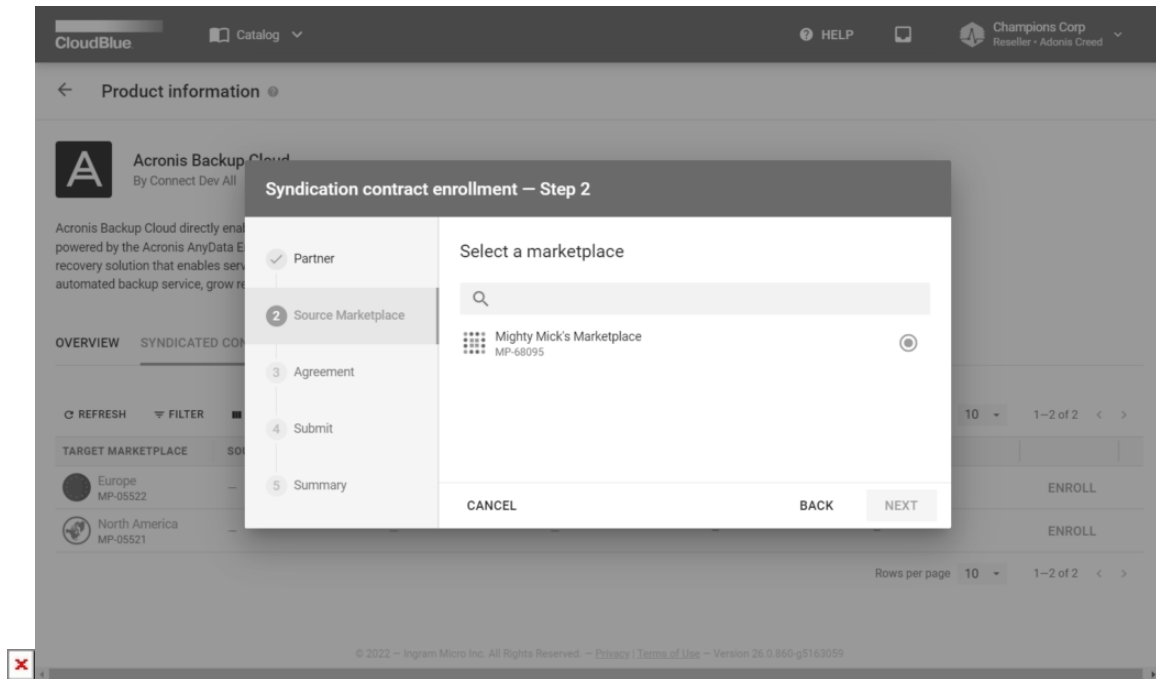 CloudBlue
Catalog
HELP
Champions Corp
Reseller • Adonis Creed
Product information
Acronis Backup Cloud
By Connect Dev All
Acronis Backup Cloud directly
powered by the Acronis AnyData
recovery solution that enables
automated backup service, grow
OVERVIEW SYNDICATED
REFRESH FILTER
10 1–2 of 2 < >
TARGET MARKETPLACE
Europe
MP-05522
–
ENROLL
North America
MP-05521
– – – – –
ENROLL
Rows per page 10 1–2 of 2 < >
© 2022 – Ingram Micro Inc. All Rights Reserved. – Privacy | Terms of Use – Version 26.0.860-g5163059
Syndication contract enrollment — Step 2
Partner
2 Source Marketplace
3 Agreement
4 Submit
5 Summary
Select a marketplace
Mighty Mick's Marketplace
MP-68095
CANCEL BACK NEXT